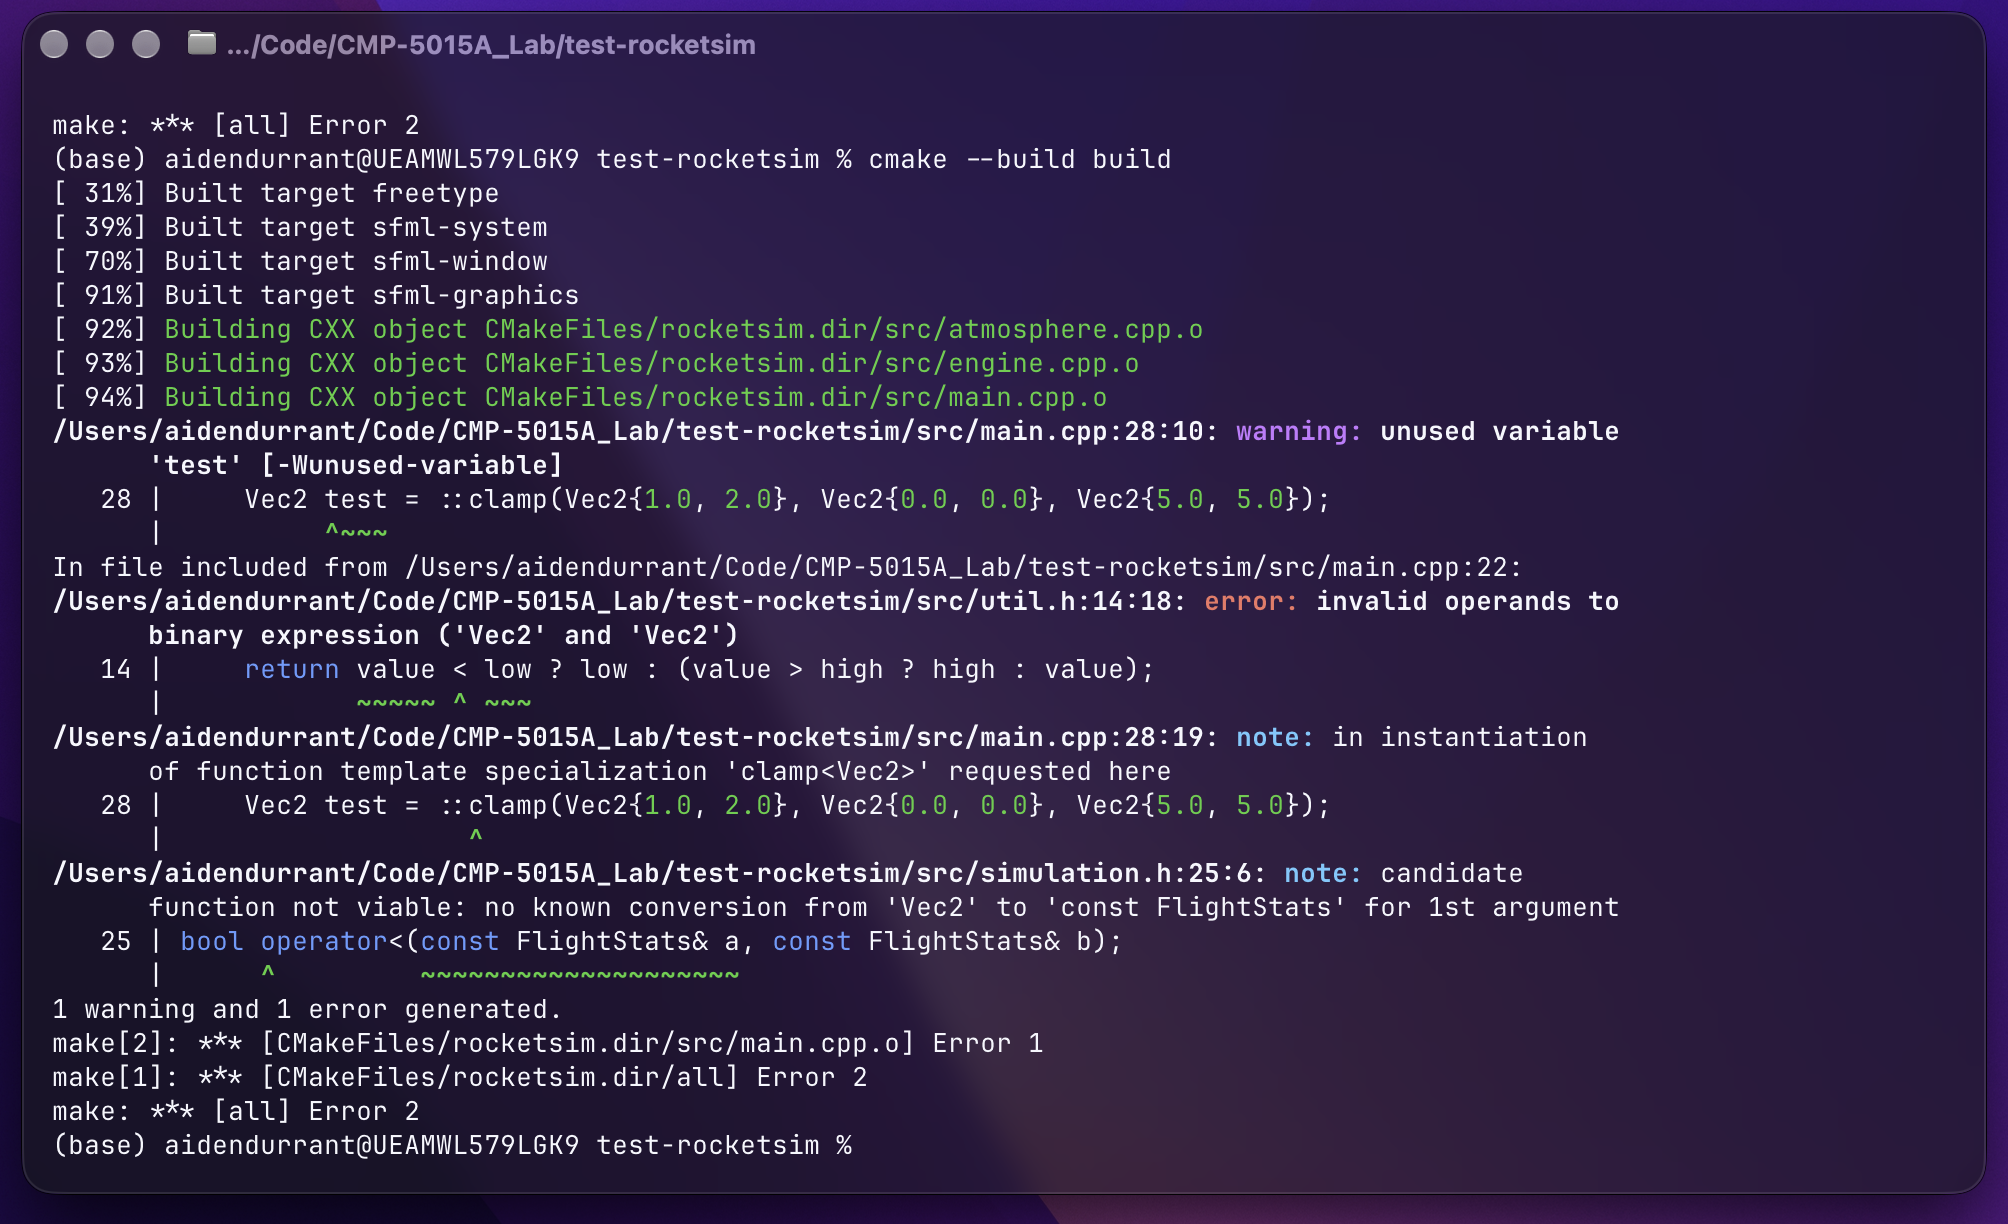 .../Code/CMP-5015A_Lab/test-rocketsim
make: *** [all] Error 2
(base) aidendurrant@UEAMWL579LGK9 test-rocketsim % cmake --build build
[ 31%] Built target freetype
[ 39%] Built target sfml-system
[ 70%] Built target sfml-window
[ 91%] Built target sfml-graphics
[ 92%] Building CXX object CMakeFiles/rocketsim.dir/src/atmosphere.cpp.o
[ 93%] Building CXX object CMakeFiles/rocketsim.dir/src/engine.cpp.o
[ 94%] Building CXX object CMakeFiles/rocketsim.dir/src/main.cpp.o
/Users/aidendurrant/Code/CMP-5015A_Lab/test-rocketsim/src/main.cpp:28:10: warning: unused variable
      'test' [-Wunused-variable]
   28 |     Vec2 test = ::clamp(Vec2{1.0, 2.0}, Vec2{0.0, 0.0}, Vec2{5.0, 5.0});
      |          ^~~~
In file included from /Users/aidendurrant/Code/CMP-5015A_Lab/test-rocketsim/src/main.cpp:22:
/Users/aidendurrant/Code/CMP-5015A_Lab/test-rocketsim/src/util.h:14:18: error: invalid operands to
      binary expression ('Vec2' and 'Vec2')
   14 |     return value < low ? low : (value > high ? high : value);
      |            ~~~~~ ^ ~~~
/Users/aidendurrant/Code/CMP-5015A_Lab/test-rocketsim/src/main.cpp:28:19: note: in instantiation
      of function template specialization 'clamp<Vec2>' requested here
   28 |     Vec2 test = ::clamp(Vec2{1.0, 2.0}, Vec2{0.0, 0.0}, Vec2{5.0, 5.0});
      |                   ^
/Users/aidendurrant/Code/CMP-5015A_Lab/test-rocketsim/src/simulation.h:25:6: note: candidate
      function not viable: no known conversion from 'Vec2' to 'const FlightStats' for 1st argument
   25 | bool operator<(const FlightStats& a, const FlightStats& b);
      |      ^         ~~~~~~~~~~~~~~~~~~~~
1 warning and 1 error generated.
make[2]: *** [CMakeFiles/rocketsim.dir/src/main.cpp.o] Error 1
make[1]: *** [CMakeFiles/rocketsim.dir/all] Error 2
make: *** [all] Error 2
(base) aidendurrant@UEAMWL579LGK9 test-rocketsim %